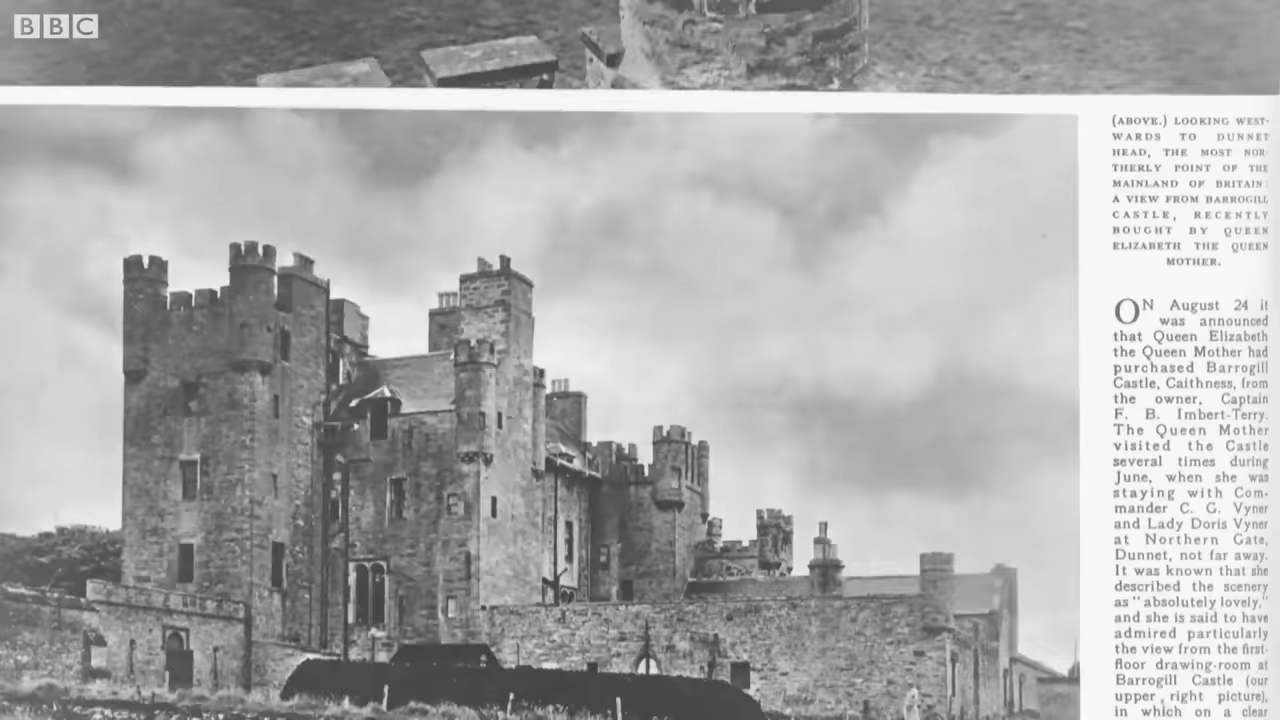 BBC
(ABOVE.) LOOKING WEST-
WARDS TO DUNNET
HEAD, THE MOST NOR-
THERLY POINT OF THE
MAINLAND OF BRITAIN:
A VIEW FROM BARROGILL
CASTLE, RECENTLY
BOUGHT BY QUEEN
ELIZABETH THE QUEEN
MOTHER.
ON August 24 it
was announced
that Queen Elizabeth
the Queen Mother had
purchased Barrogill
Castle, Caithness, from
the owner, Captain
F. B. Imbert-Terry.
The Queen Mother
visited the Castle
several times during
June, when she was
staying with Com-
mander C. G. Vyner
and Lady Doris Vyner
at Northern Gate,
Dunnet, not far away.
It was known that she
described the scenery
as "absolutely lovely,"
and she is said to have
admired particularly
the view from the first-
floor drawing-room at
Barrogill Castle (our
upper, right picture),
in which on a clear